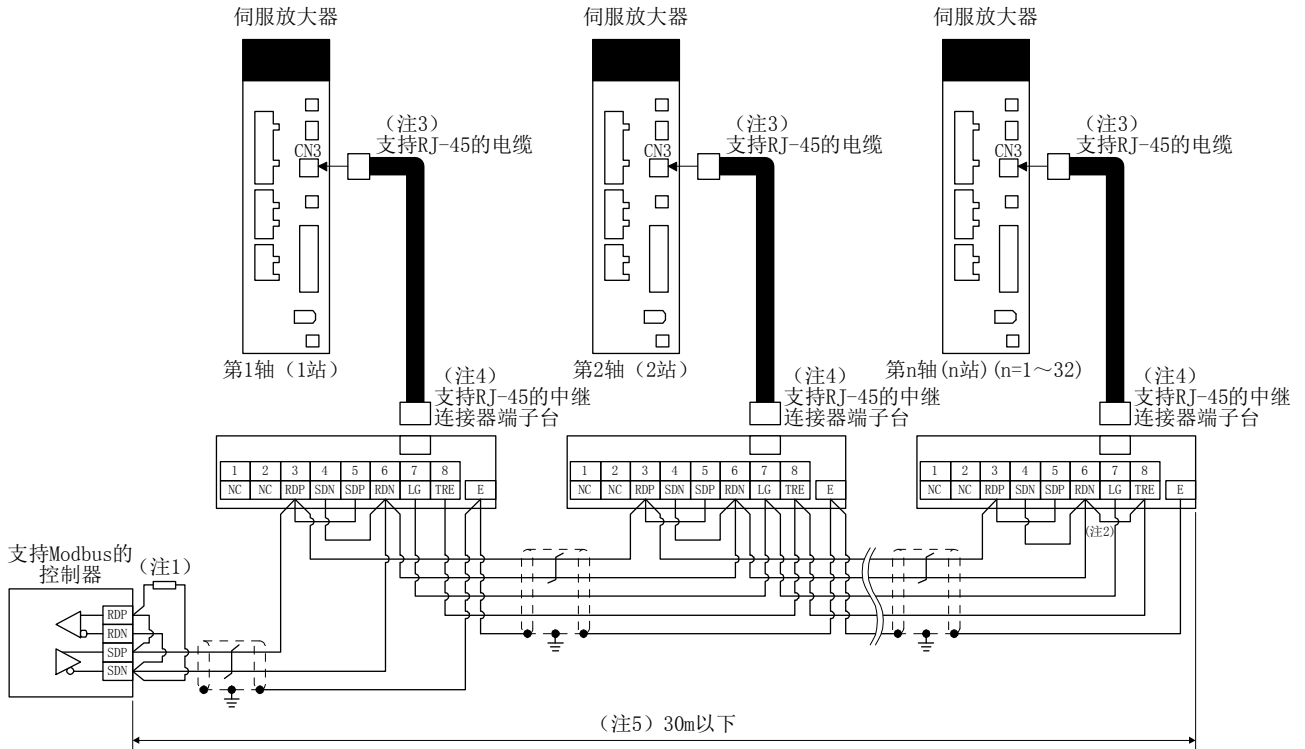 伺服放大器
伺服放大器
伺服放大器
（注3）
支持RJ-45的电缆
CN3
（注3）
支持RJ-45的电缆
CN3
（注3）
支持RJ-45的电缆
CN3
第1轴（1站）
第2轴（2站）
第n轴(n站)(n=1～32)
（注4）
支持RJ-45的中继
连接器端子台
（注4）
支持RJ-45的中继
连接器端子台
（注4）
支持RJ-45的中继
连接器端子台
1 2 3 4 5 6 7 8
NC NC RDP SDN SDP RDN LG TRE E
1 2 3 4 5 6 7 8
NC NC RDP SDN SDP RDN LG TRE E
1 2 3 4 5 6 7 8
NC NC RDP SDN SDP RDN LG TRE E
(注2)
支持Modbus的
控制器
（注1）
RDP
RDN
SDP
SDN
（注5）30m以下